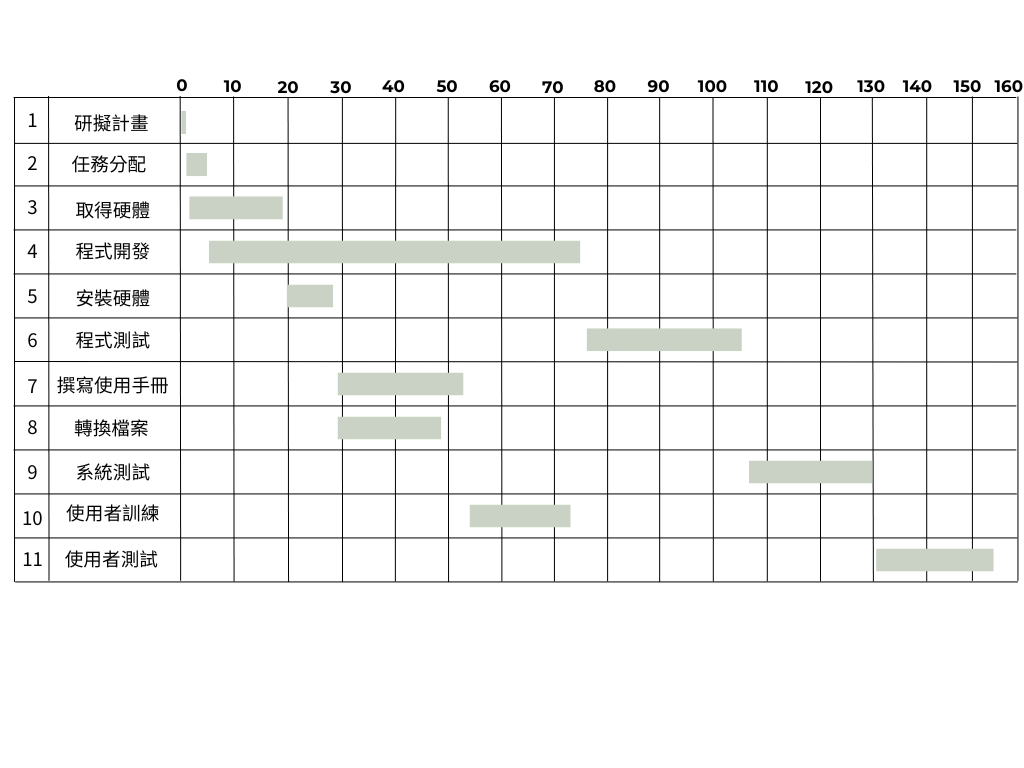 0 10 20 30 40 50 60 70 80 90 100 110 120 130 140 150 160
1 研擬計畫
2 任務分配
3 取得硬體
4 程式開發
5 安裝硬體
6 程式測試
7 撰寫使用手冊
8 轉換檔案
9 系統測試
10 使用者訓練
11 使用者測試